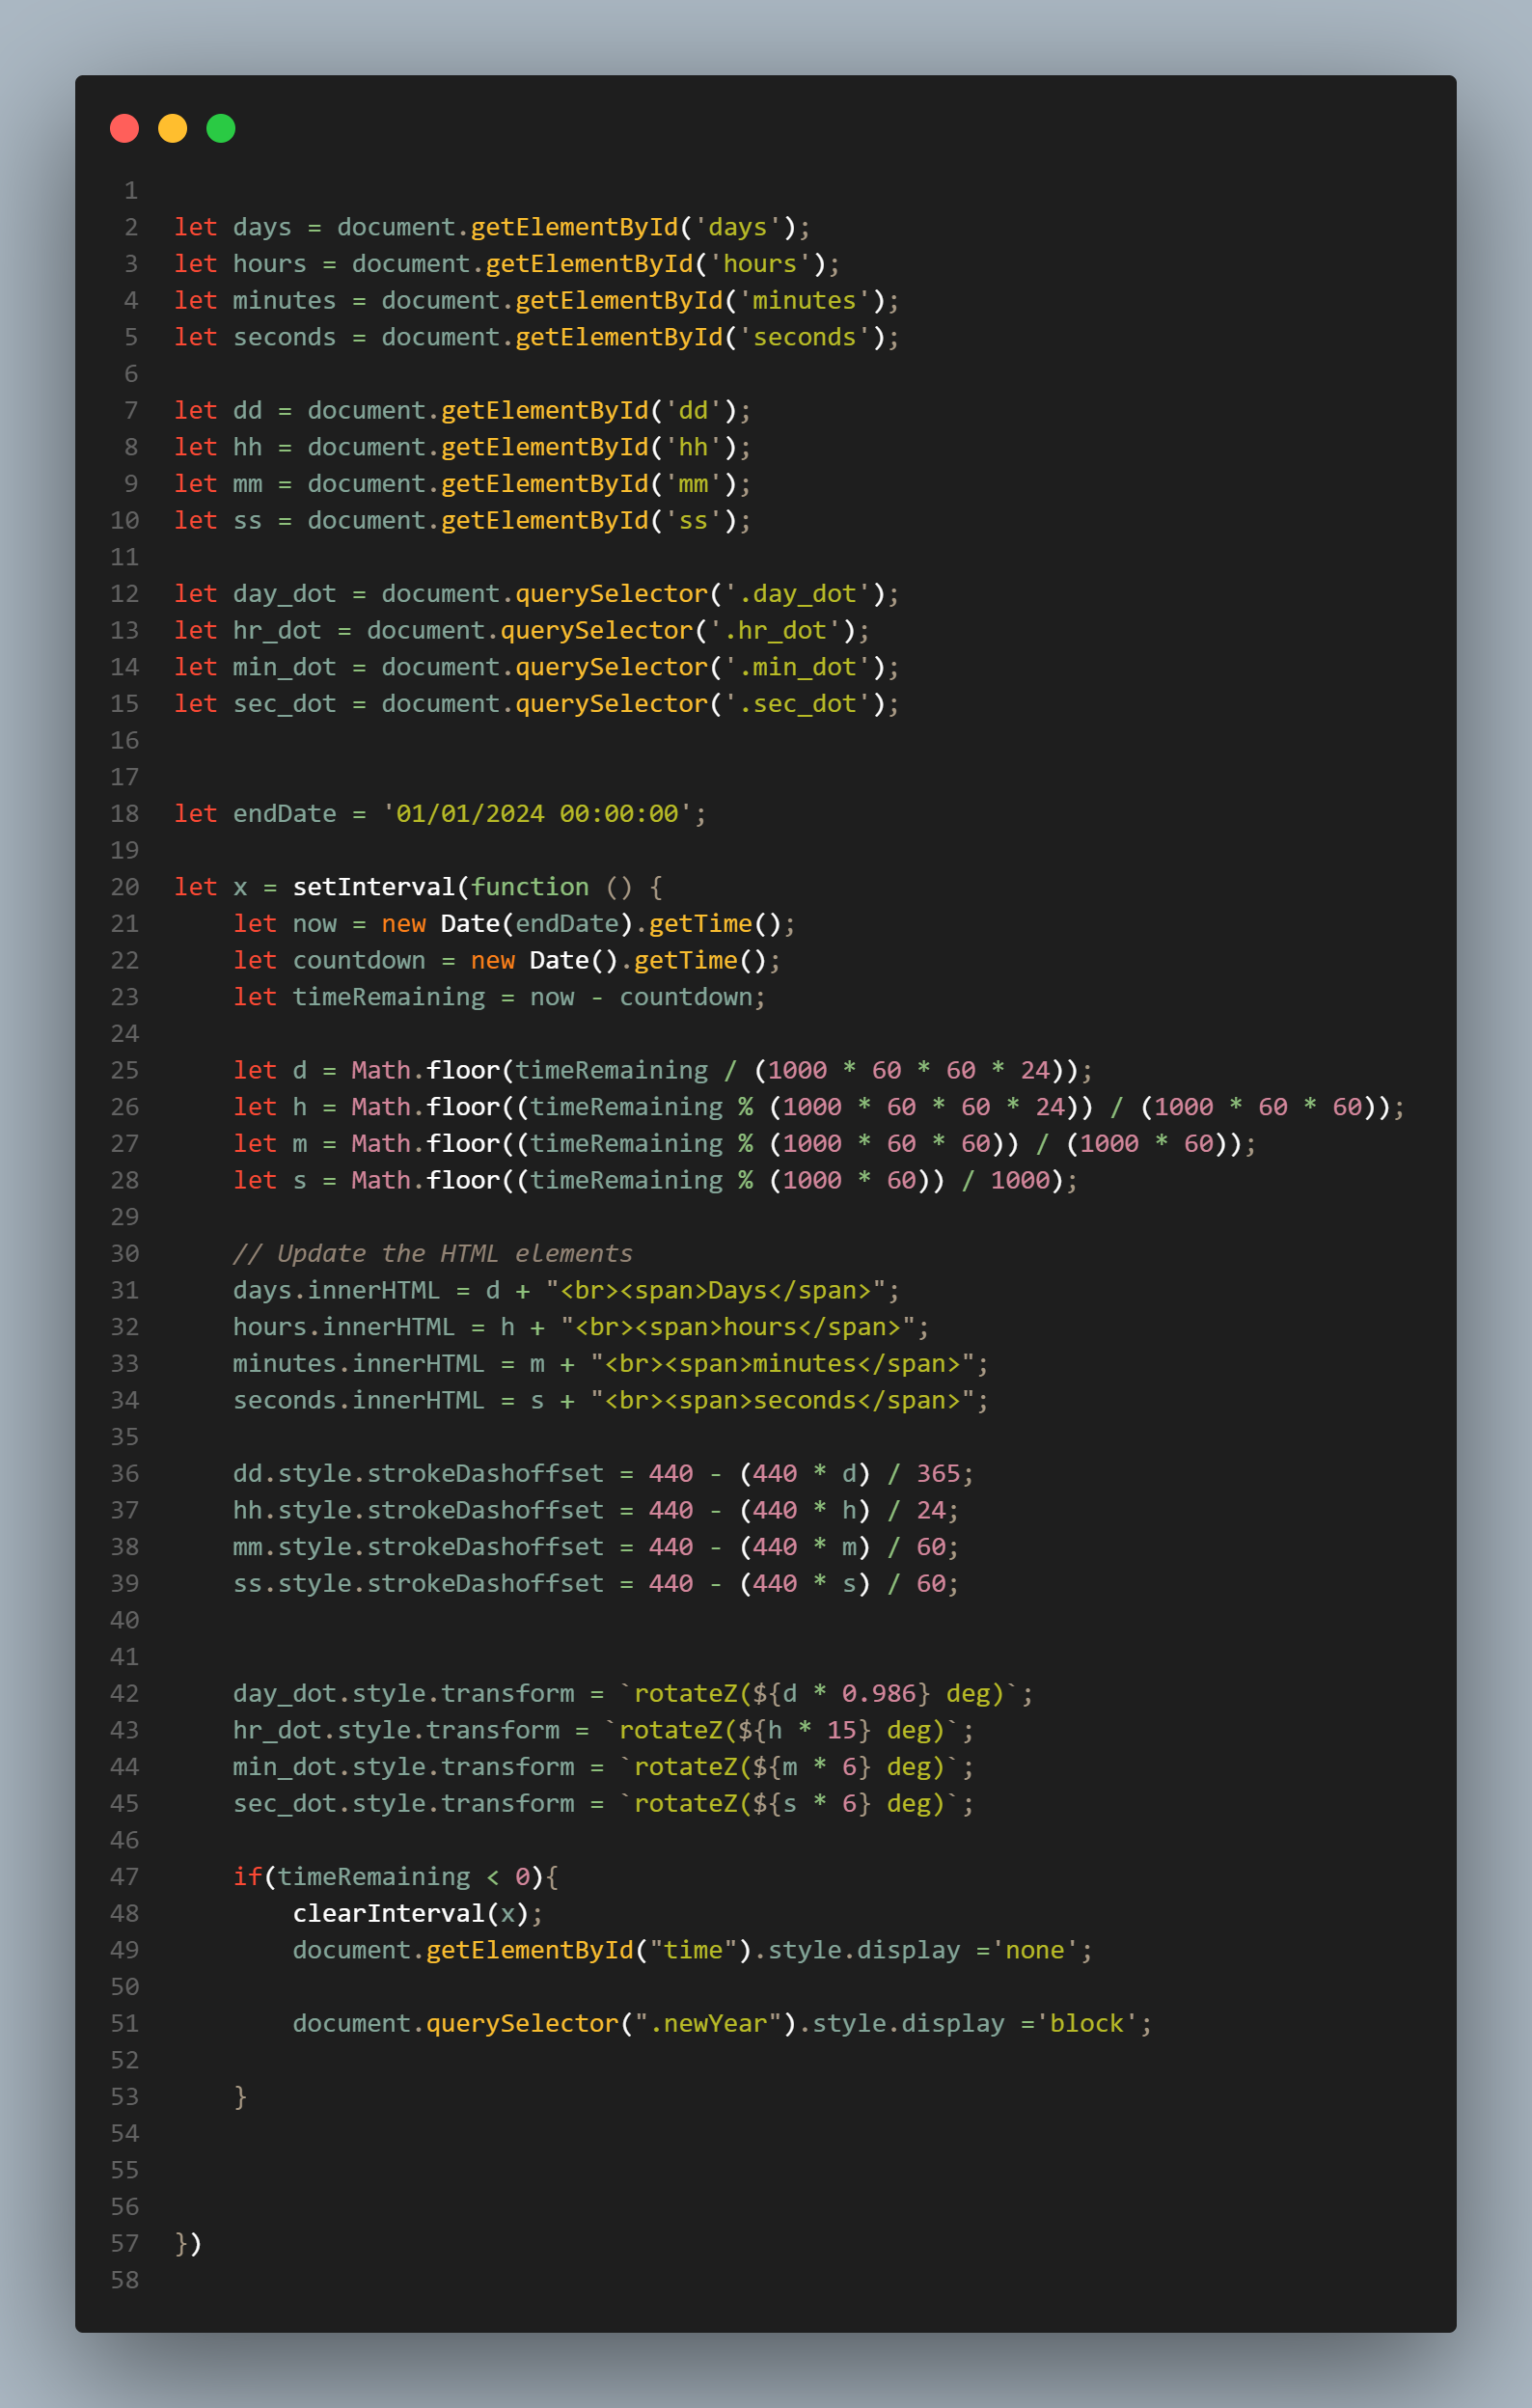 1
2 let days = document.getElementById('days');
3 let hours = document.getElementById('hours');
4 let minutes = document.getElementById('minutes');
5 let seconds = document.getElementById('seconds');
6
7 let dd = document.getElementById('dd');
8 let hh = document.getElementById('hh');
9 let mm = document.getElementById('mm');
10 let ss = document.getElementById('ss');
11
12 let day_dot = document.querySelector('.day_dot');
13 let hr_dot = document.querySelector('.hr_dot');
14 let min_dot = document.querySelector('.min_dot');
15 let sec_dot = document.querySelector('.sec_dot');
16
17
18 let endDate = '01/01/2024 00:00:00';
19
20 let x = setInterval(function () {
21     let now = new Date(endDate).getTime();
22     let countdown = new Date().getTime();
23     let timeRemaining = now - countdown;
24
25     let d = Math.floor(timeRemaining / (1000 * 60 * 60 * 24));
26     let h = Math.floor((timeRemaining % (1000 * 60 * 60 * 24)) / (1000 * 60 * 60));
27     let m = Math.floor((timeRemaining % (1000 * 60 * 60)) / (1000 * 60));
28     let s = Math.floor((timeRemaining % (1000 * 60)) / 1000);
29
30     // Update the HTML elements
31     days.innerHTML = d + "<br><span>Days</span>";
32     hours.innerHTML = h + "<br><span>hours</span>";
33     minutes.innerHTML = m + "<br><span>minutes</span>";
34     seconds.innerHTML = s + "<br><span>seconds</span>";
35
36     dd.style.strokeDashoffset = 440 - (440 * d) / 365;
37     hh.style.strokeDashoffset = 440 - (440 * h) / 24;
38     mm.style.strokeDashoffset = 440 - (440 * m) / 60;
39     ss.style.strokeDashoffset = 440 - (440 * s) / 60;
40
41
42     day_dot.style.transform = `rotateZ(${d * 0.986} deg)`;
43     hr_dot.style.transform = `rotateZ(${h * 15} deg)`;
44     min_dot.style.transform = `rotateZ(${m * 6} deg)`;
45     sec_dot.style.transform = `rotateZ(${s * 6} deg)`;
46
47     if(timeRemaining < 0){
48         clearInterval(x);
49         document.getElementById("time").style.display ='none';
50
51         document.querySelector(".newYear").style.display ='block';
52
53     }
54
55
56
57 })
58